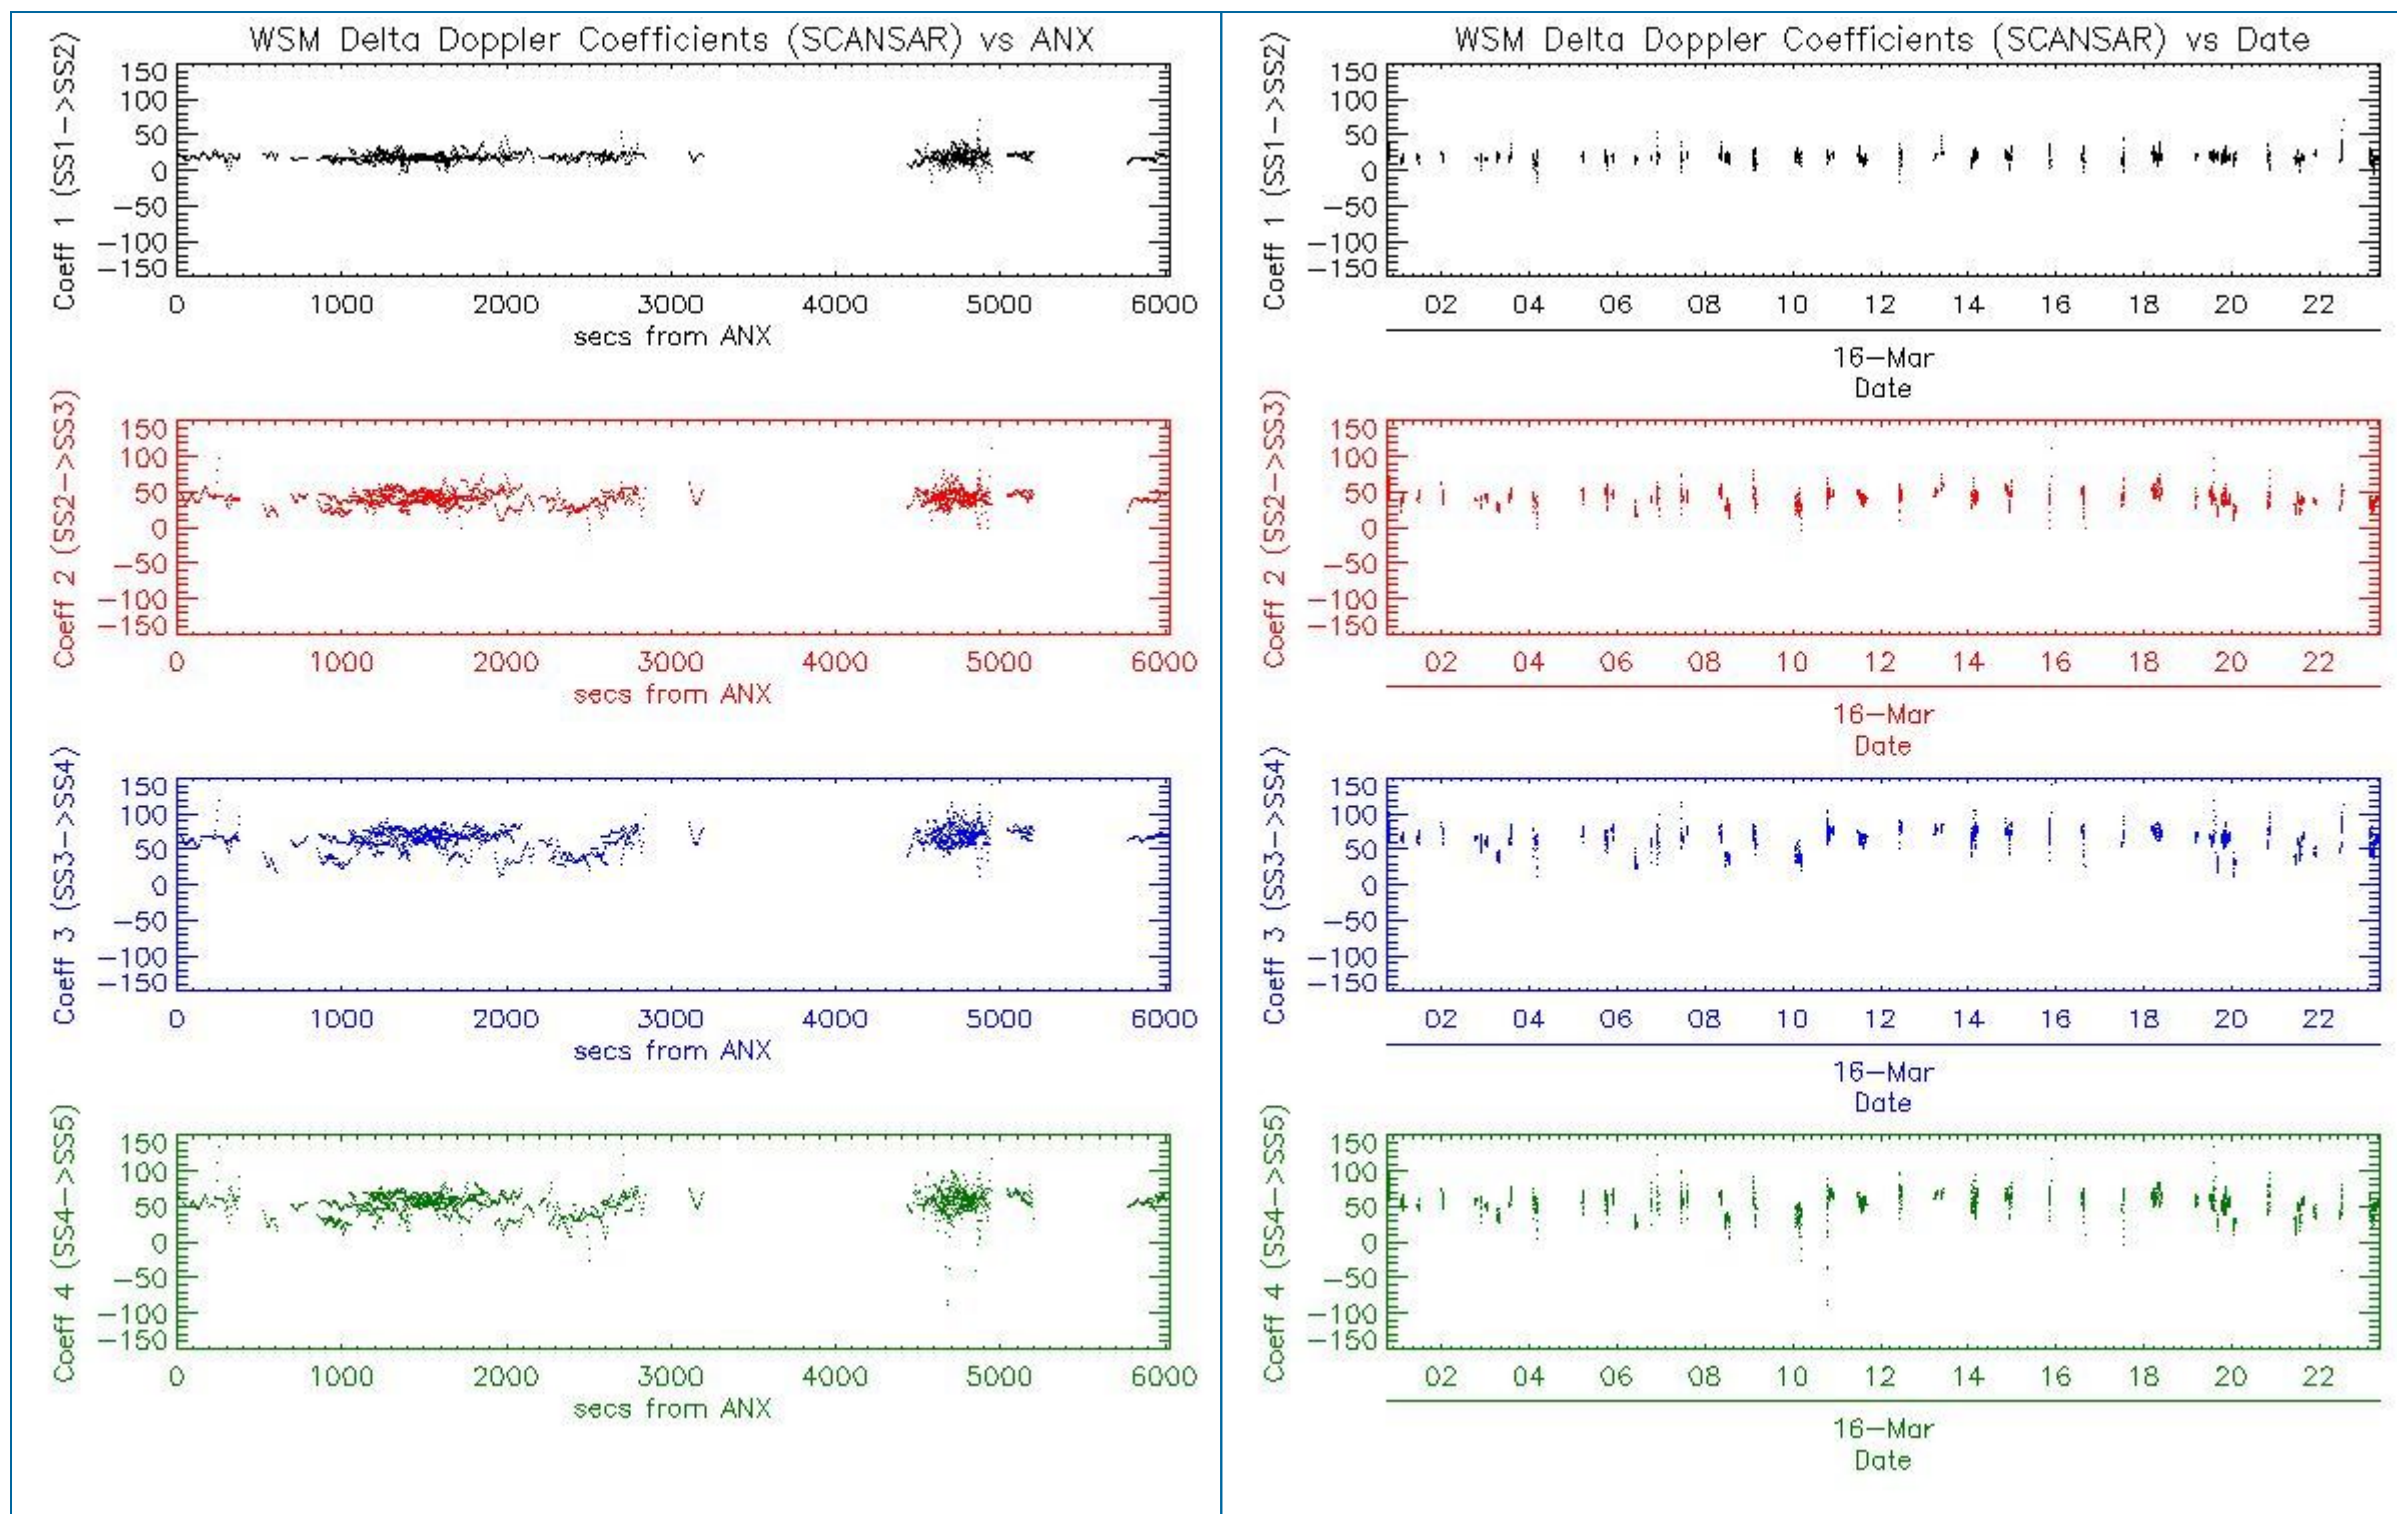 WSM Delta Doppler Coefficients (SCANSAR) vs ANX
Coeff 1 (SS1->SS2)
150
100
50
0
-50
-100
-150
0 1000 2000 3000 4000 5000 6000
secs from ANX
Coeff 2 (SS2->SS3)
150
100
50
0
-50
-100
-150
0 1000 2000 3000 4000 5000 6000
secs from ANX
Coeff 3 (SS3->SS4)
150
100
50
0
-50
-100
-150
0 1000 2000 3000 4000 5000 6000
secs from ANX
Coeff 4 (SS4->SS5)
150
100
50
0
-50
-100
-150
0 1000 2000 3000 4000 5000 6000
secs from ANX
WSM Delta Doppler Coefficients (SCANSAR) vs Date
Coeff 1 (SS1->SS2)
150
100
50
0
-50
-100
-150
02 04 06 08 10 12 14 16 18 20 22
16-Mar
Date
Coeff 2 (SS2->SS3)
150
100
50
0
-50
-100
-150
02 04 06 08 10 12 14 16 18 20 22
16-Mar
Date
Coeff 3 (SS3->SS4)
150
100
50
0
-50
-100
-150
02 04 06 08 10 12 14 16 18 20 22
16-Mar
Date
Coeff 4 (SS4->SS5)
150
100
50
0
-50
-100
-150
02 04 06 08 10 12 14 16 18 20 22
16-Mar
Date